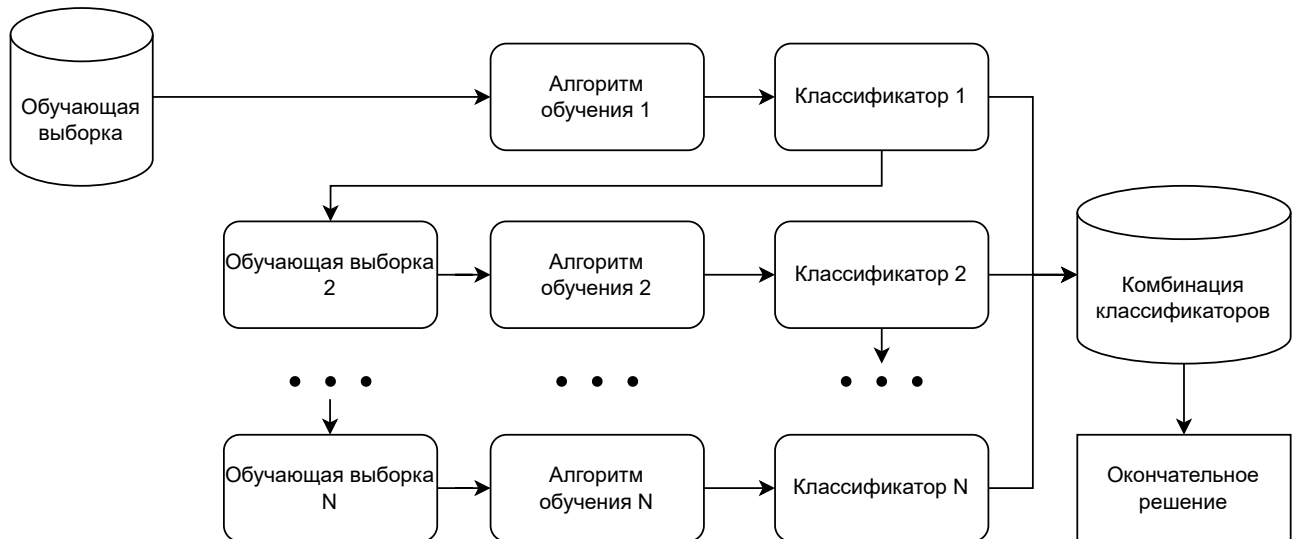 Обучающая
выборка
Алгоритм
обучения 1
Классификатор 1
Обучающая выборка
2
Алгоритм
обучения 2
Классификатор 2
Комбинация
классификаторов
Обучающая выборка
N
Алгоритм
обучения N
Классификатор N
Окончательное
решение